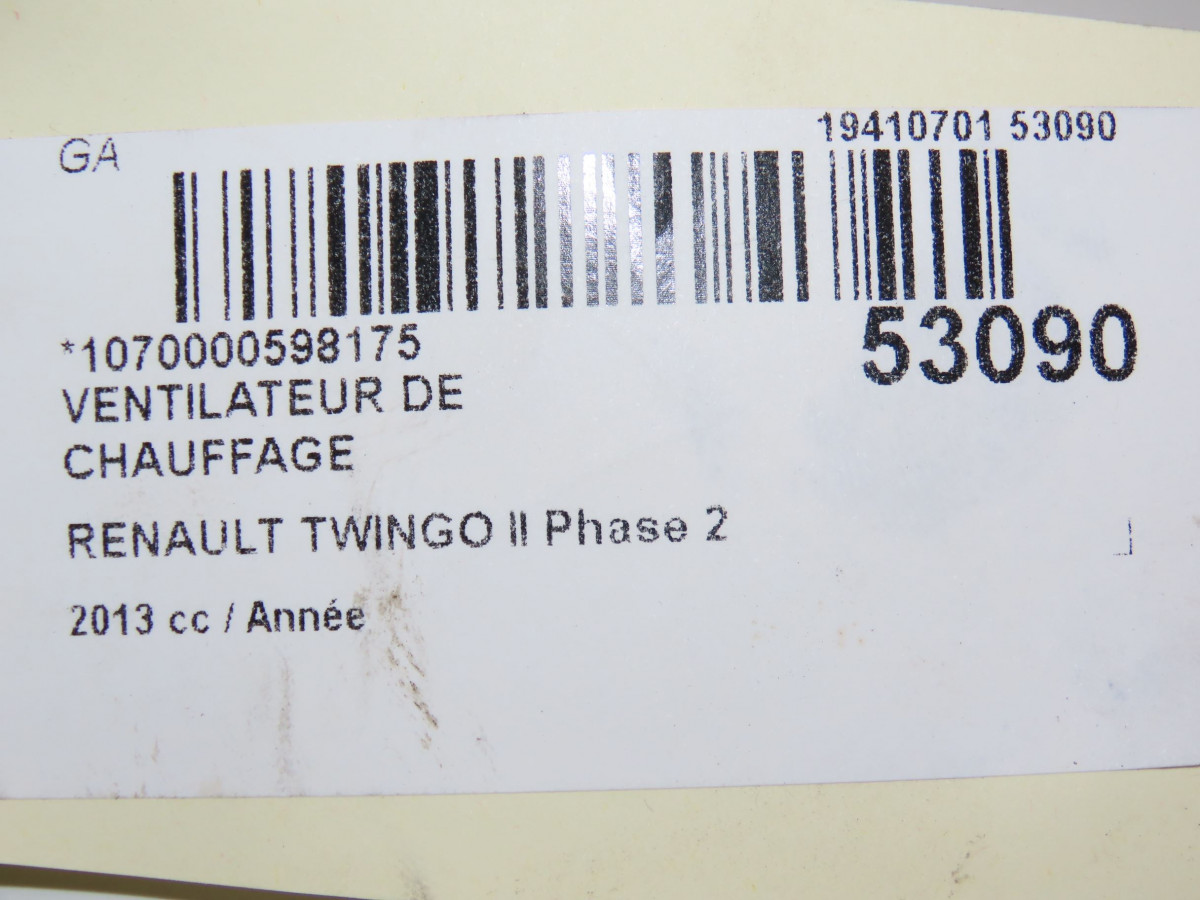 GA
19410701 53090
*1070000598175
53090
VENTILATEUR DE
CHAUFFAGE
RENAULT TWINGO II Phase 2
2013 cc / Année